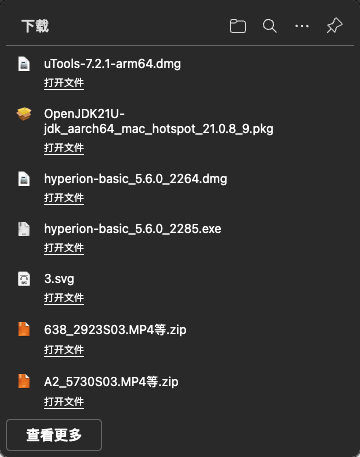 下载
uTools-7.2.1-arm64.dmg
打开文件
OpenJDK21U-
jdk_aarch64_mac_hotspot_21.0.8_9.pkg
打开文件
hyperion-basic_5.6.0_2264.dmg
打开文件
hyperion-basic_5.6.0_2285.exe
打开文件
3.svg
打开文件
638_2923S03.MP4等.zip
打开文件
A2_5730S03.MP4等.zip
打开文件
查看更多